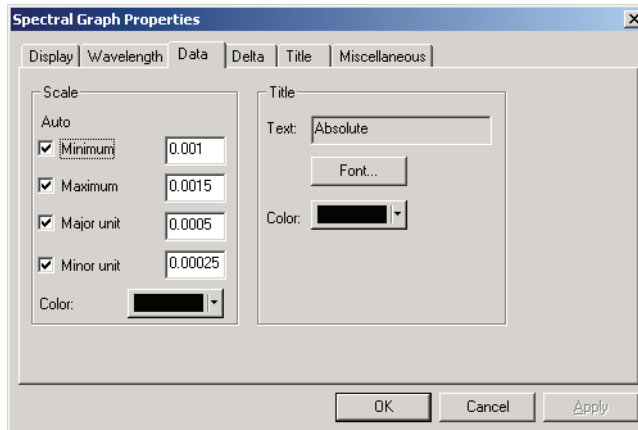 Spectral Graph Properties
Display Wavelength Data Delta Title Miscellaneous
Scale
Auto
Minimum 0.001
Maximum 0.0015
Major unit 0.0005
Minor unit 0.00025
Color:
Title
Text: Absolute
Font...
Color:
OK Cancel Apply